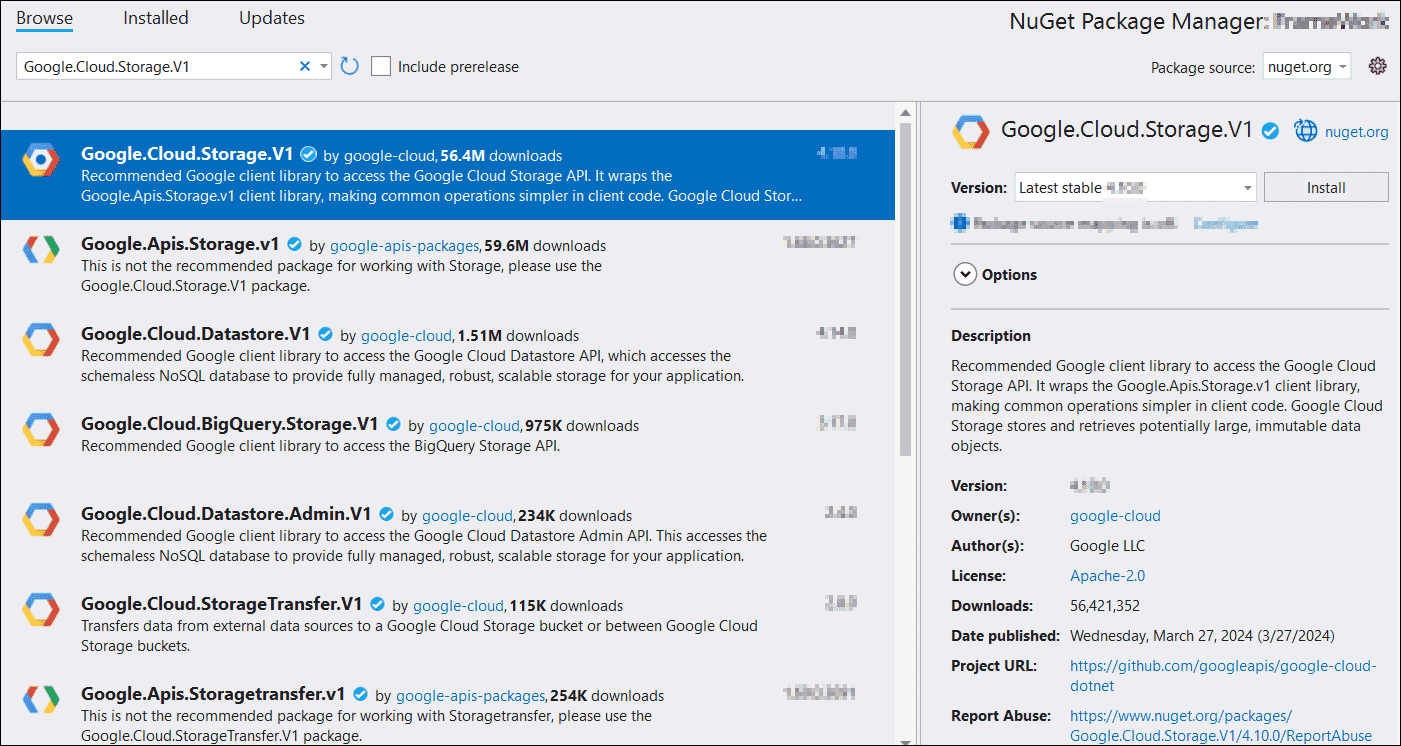 Browse Installed Updates
NuGet Package Manager:
Google.Cloud.Storage.V1
Include prerelease
Package source: nuget.org
Google.Cloud.Storage.V1 by google-cloud, 56.4M downloads
Recommended Google client library to access the Google Cloud Storage API. It wraps the
Google.Apis.Storage.v1 client library, making common operations simpler in client code. Google Cloud Stor...
Google.Apis.Storage.v1 by google-apis-packages, 59.6M downloads
This is not the recommended package for working with Storage, please use the
Google.Cloud.Storage.V1 package.
Google.Cloud.Datastore.V1 by google-cloud, 1.51M downloads
Recommended Google client library to access the Google Cloud Datastore API, which accesses the
schemaless NoSQL database to provide fully managed, robust, scalable storage for your application.
Google.Cloud.BigQuery.Storage.V1 by google-cloud, 975K downloads
Recommended Google client library to access the BigQuery Storage API.
Google.Cloud.Datastore.Admin.V1 by google-cloud, 234K downloads
Recommended Google client library to access the Google Cloud Datastore Admin API. This accesses the
schemaless NoSQL database to provide fully managed, robust, scalable storage for your application.
Google.Cloud.StorageTransfer.V1 by google-cloud, 115K downloads
Transfers data from external data sources to a Google Cloud Storage bucket or between Google Cloud
Storage buckets.
Google.Apis.Storagetransfer.v1 by google-apis-packages, 254K downloads
This is not the recommended package for working with Storagetransfer, please use the
Google.Cloud.StorageTransfer.V1 package.
Google.Cloud.Storage.V1 nuget.org
Version: Latest stable Install
Options
Description
Recommended Google client library to access the Google Cloud
Storage API. It wraps the Google.Apis.Storage.v1 client library,
making common operations simpler in client code. Google Cloud
Storage stores and retrieves potentially large, immutable data
objects.
Version:
Owner(s): google-cloud
Author(s): Google LLC
License: Apache-2.0
Downloads: 56,421,352
Date published: Wednesday, March 27, 2024 (3/27/2024)
Project URL: https://github.com/googleapis/google-cloud-
dotnet
Report Abuse: https://www.nuget.org/packages/
Google.Cloud.Storage.V1/4.10.0/ReportAbuse